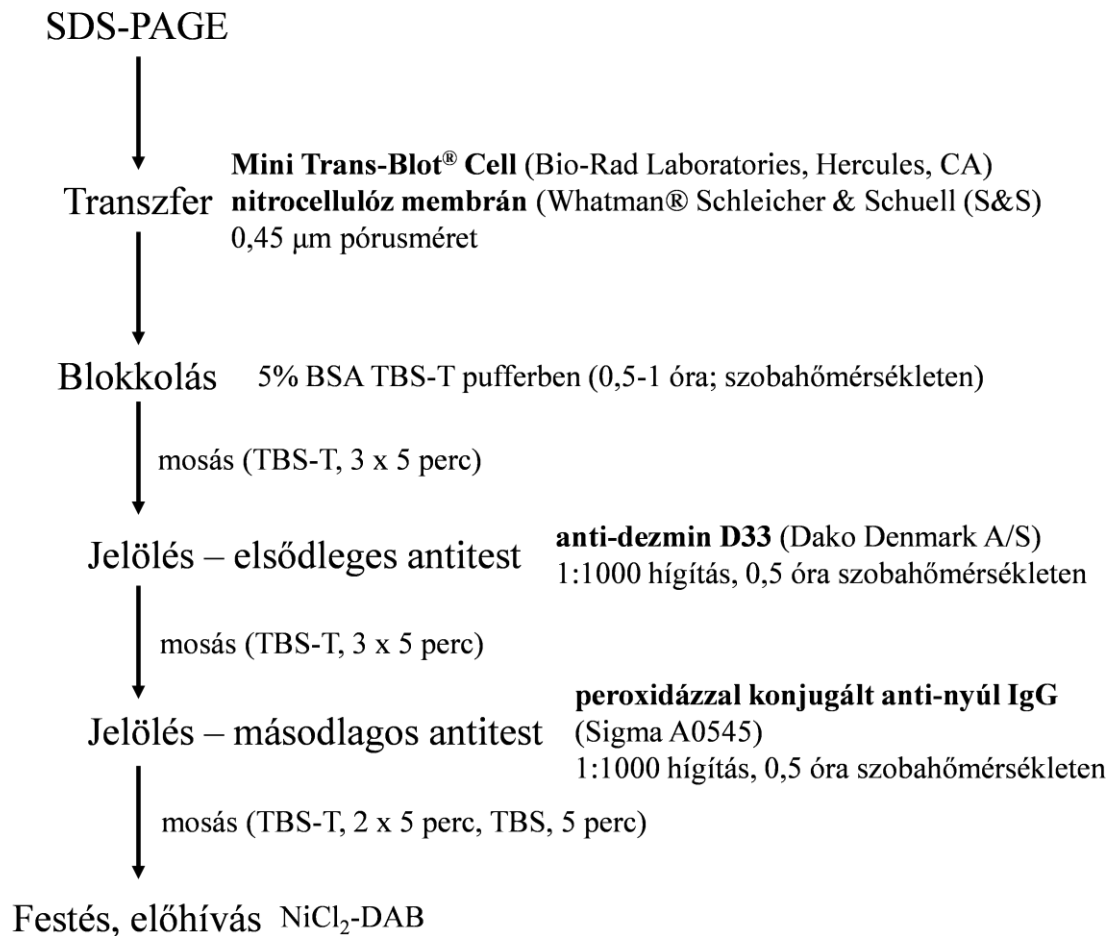 SDS-PAGE
Mini Trans-Blot® Cell (Bio-Rad Laboratories, Hercules, CA)
Transzfer nitrocellulóz membrán (Whatman® Schleicher & Schuell (S&S)
0,45 μm pórusméret
Blokkolás 5% BSA TBS-T pufferben (0,5-1 óra; szobahőmérsékleten)
mosás (TBS-T, 3 x 5 perc)
anti-dezmin D33 (Dako Denmark A/S)
Jelölés – elsődleges antitest
1:1000 hígítás, 0,5 óra szobahőmérsékleten
mosás (TBS-T, 3 x 5 perc)
peroxidázzal konjugált anti-nyúl IgG
Jelölés – másodlagos antitest (Sigma A0545)
1:1000 hígítás, 0,5 óra szobahőmérsékleten
mosás (TBS-T, 2 x 5 perc, TBS, 5 perc)
Festés, előhívás NiCl₂-DAB